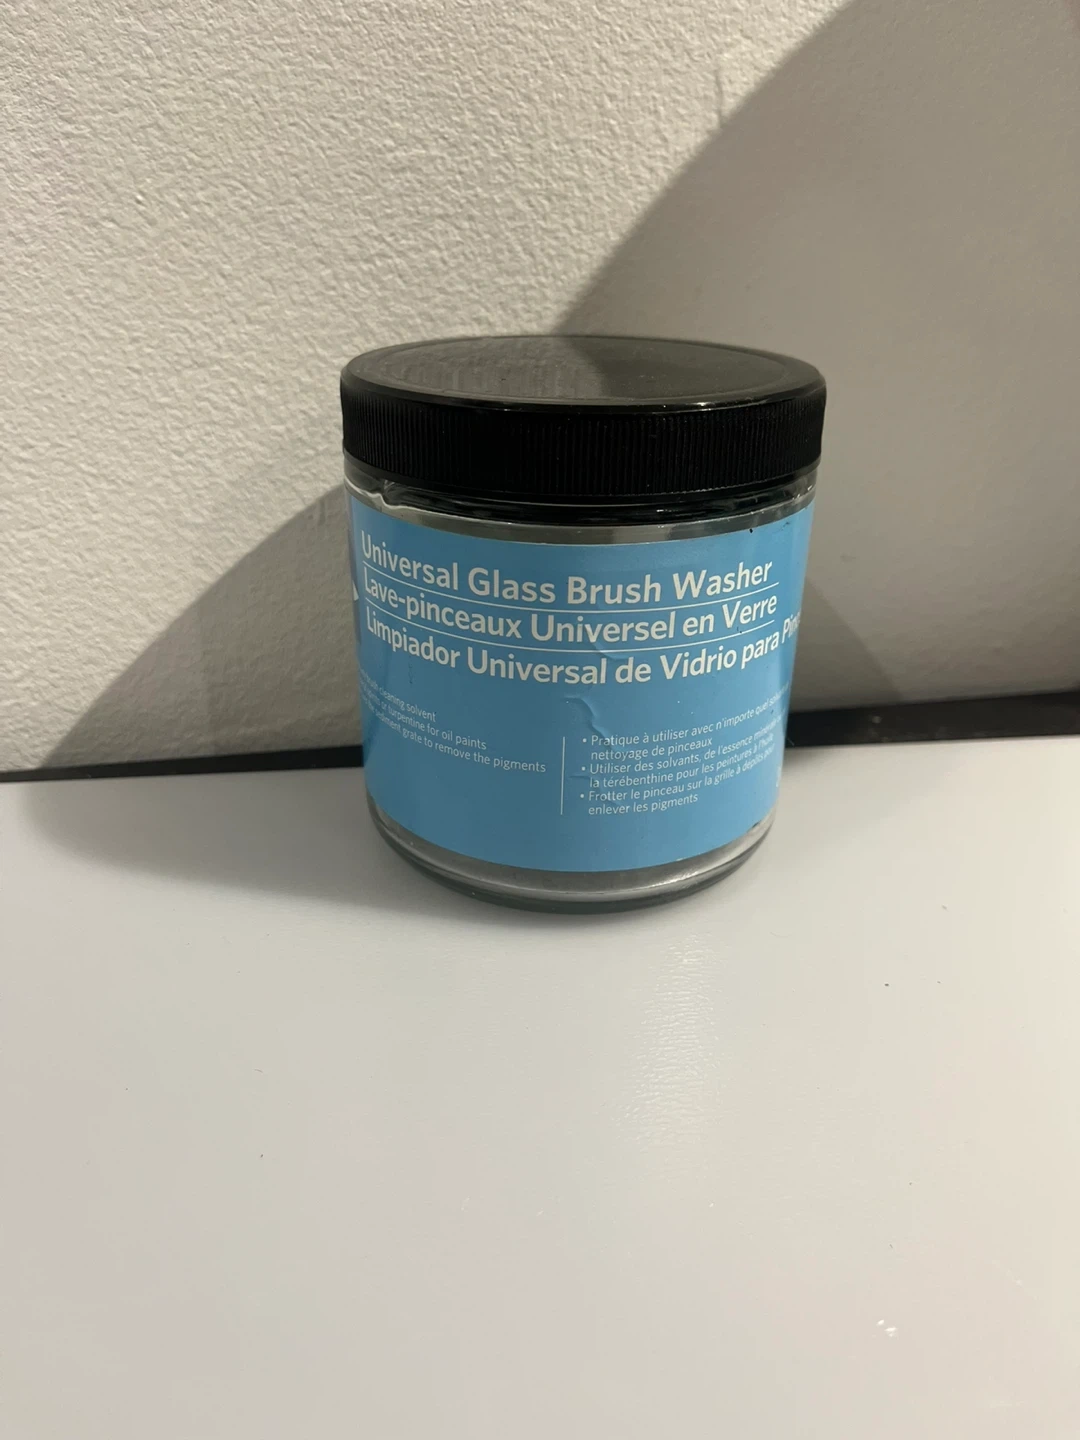 Universal Glass Brush Washer
Lave-pinceaux Universel en Verre
Limpiador Universal de Vidrio para
cleaning solvent
or turpentine for oil paints
sediment grate to remove the pigments
• Pratique à utiliser avec n'importe quel
nettoyage de pinceaux
• Utiliser des solvants, de l'essence
la térébenthine pour les peintures à l'huile
• Frotter le pinceau sur la grille à dépôts pour
enlever les pigments